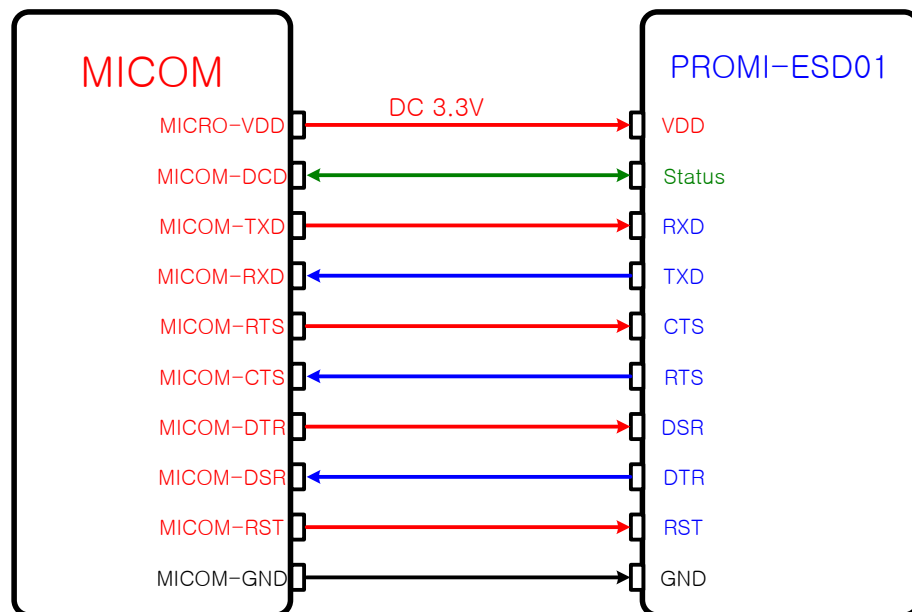 MICOM
PROMI-ESD01
DC 3.3V
MICRO-VDD
VDD
MICOM-DCD
Status
MICOM-TXD
RXD
MICOM-RXD
TXD
MICOM-RTS
CTS
MICOM-CTS
RTS
MICOM-DTR
DSR
MICOM-DSR
DTR
MICOM-RST
RST
MICOM-GND
GND